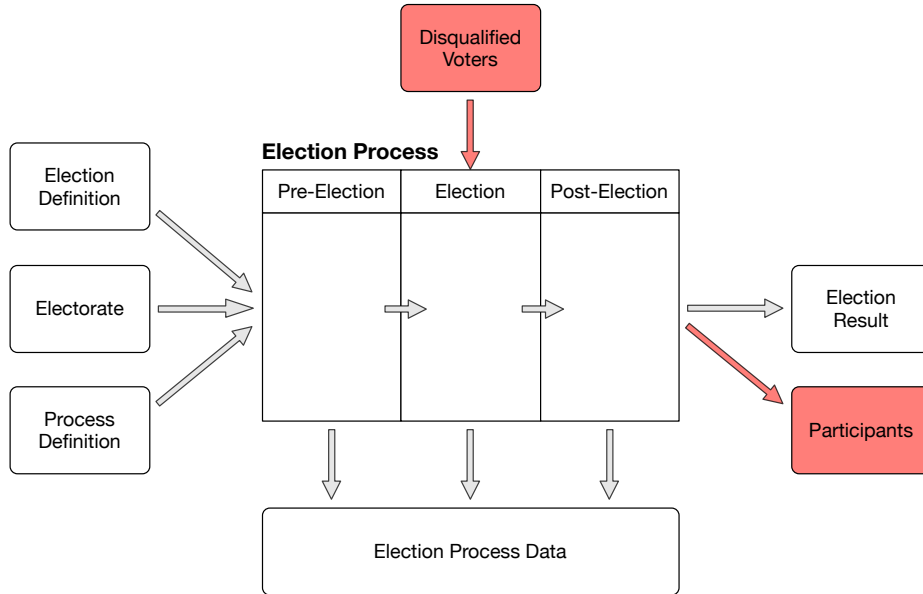 Disqualified
Voters
Election Process
Election
Definition
Pre-Election
Election
Post-Election
Electorate
Election
Result
Process
Definition
Participants
Election Process Data